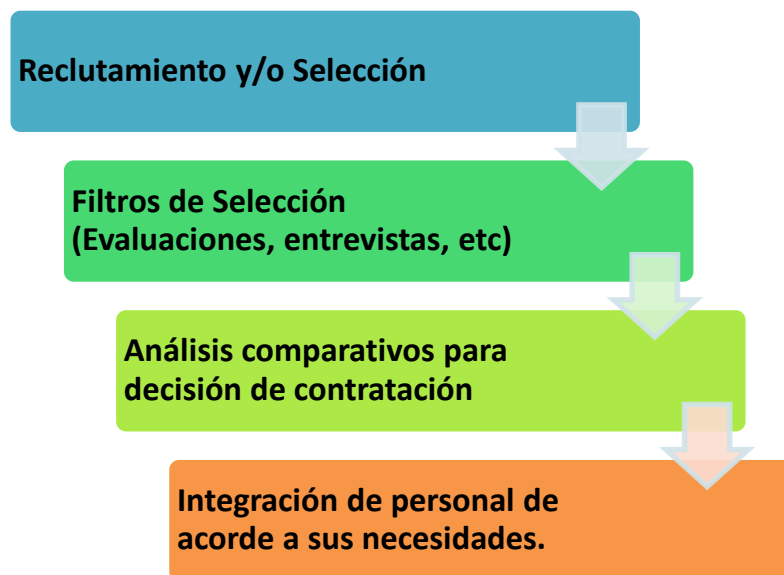 Reclutamiento y/o Selección
Filtros de Selección
(Evaluaciones, entrevistas, etc)
Análisis comparativos para
decisión de contratación
Integración de personal de
acorde a sus necesidades.